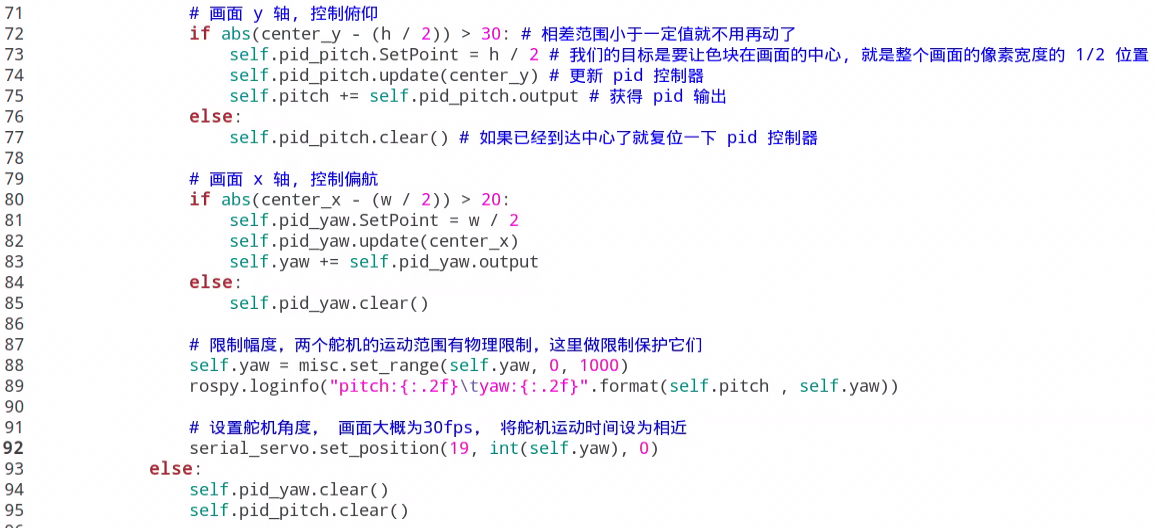 71                 # 画面 y 轴, 控制俯仰
72                 if abs(center_y - (h / 2)) > 30: # 相差范围小于一定值就不用再动了
73                     self.pid_pitch.SetPoint = h / 2 # 我们的目标是要让色块在画面的中心, 就是整个画面的像素宽度的 1/2 位置
74                     self.pid_pitch.update(center_y) # 更新 pid 控制器
75                     self.pitch += self.pid_pitch.output # 获得 pid 输出
76                 else:
77                     self.pid_pitch.clear() # 如果已经到达中心了就复位一下 pid 控制器
78
79                 # 画面 x 轴, 控制偏航
80                 if abs(center_x - (w / 2)) > 20:
81                     self.pid_yaw.SetPoint = w / 2
82                     self.pid_yaw.update(center_x)
83                     self.yaw += self.pid_yaw.output
84                 else:
85                     self.pid_yaw.clear()
86
87                 # 限制幅度，两个舵机的运动范围有物理限制，这里做限制保护它们
88                 self.yaw = misc.set_range(self.yaw, 0, 1000)
89                 rospy.loginfo("pitch:{:.2f}\tyaw:{:.2f}".format(self.pitch , self.yaw))
90
91                 # 设置舵机角度， 画面大概为30fps， 将舵机运动时间设为相近
92                 serial_servo.set_position(19, int(self.yaw), 0)
93             else:
94                 self.pid_yaw.clear()
95                 self.pid_pitch.clear()